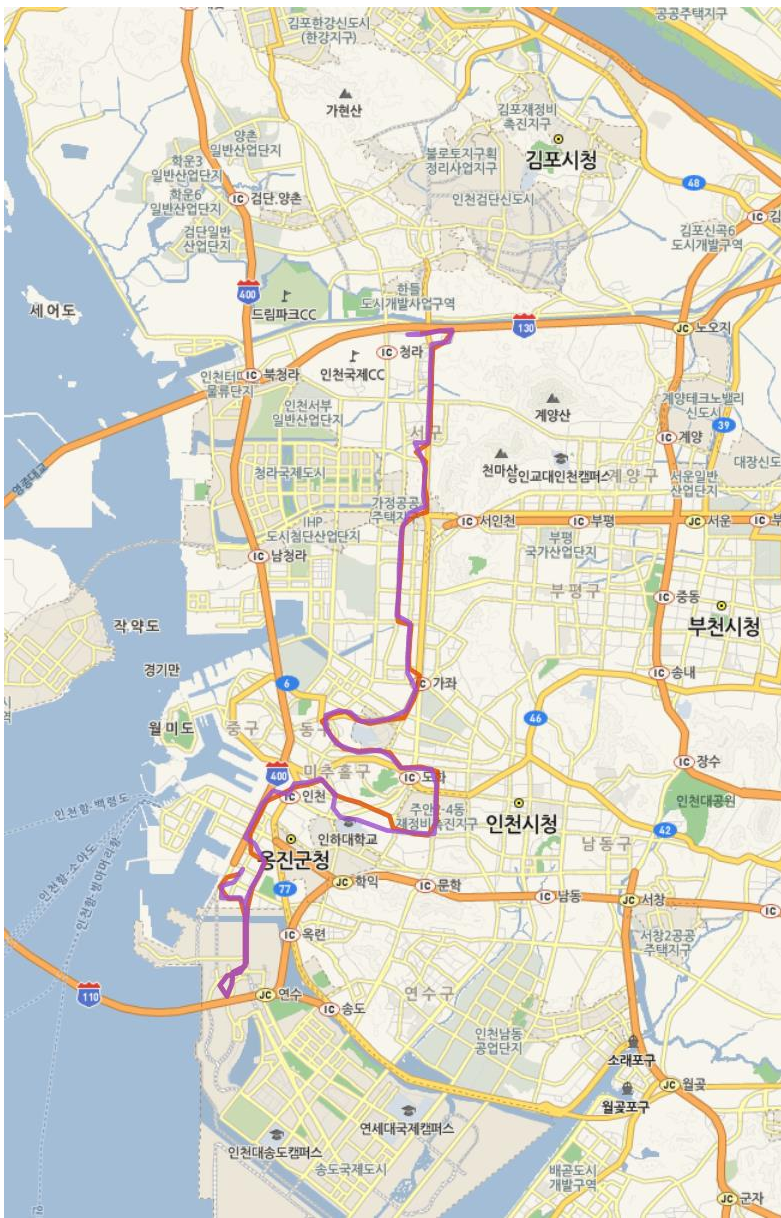 공공주택지구
김포한강신도시
(한강지구)
가현산
김포재정비
촉진지구
김포시청
양촌
일반산업단지
불로토지구획
정리사업지구
학운3
일반산업단지
48
학운6
일반산업단지
IC 검단.양촌
인천검단신도시
IC
김포신곡6
도시개발구역
검단일반
산업단지
한들
도시개발사업구역
400
드림파크CC
세어도
130
JC 노오지
IC 청라
인천국제CC
IC 북청라
물류단지
계양산
계양테크노밸리
신도시
인천서부
일반산업단지
서구
39
IC 계양
천마산
인교대인천캠퍼스
계양구
대장신도
서운일반
산업단지
청라국제도시
영종대교
가정공공
주택지
IC 서인천
IC 부평
JC 서운
IC
IHP
도시첨단산업단지
부평
국가산업단지
IC 남청라
부평구
IC 중동
부천시청
작약도
경기만
IC 송내
6
IC 가좌
46
월미도
중구
동구
JC 장수
미추홀구
400
IC 도화
IC 인천
인천항-백령도
인천대공원
주안2-4동
재정비촉진지구
인천시청
42
인하대학교
남동구
옹진군청
인천항-소야도
77
JC 학익
IC 문학
IC 남동
JC 서창
IC
서창2공공
주택지구
IC 옥련
110
JC 연수
IC 송도
연수구
인천남동
공업단지
소래포구
월곶포구
JC 월곶
연세대국제캠퍼스
인천대송도캠퍼스
송도국제도시
배곧도시
개발구역
JC 군자